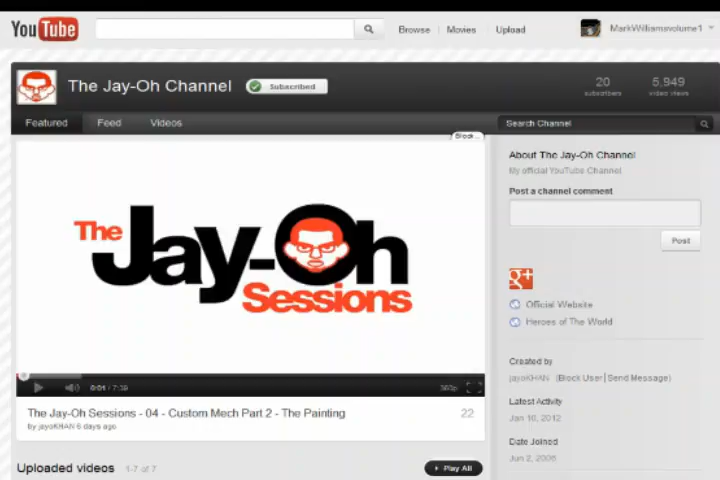 YouTube
Browse
Movies
Upload
MarkWilliamsvolume1
The Jay-Oh Channel
Subscribed
20
subscribers
5,949
video views
Featured
Feed
Videos
Search Channel
Block...
The
Jay-Oh
Sessions
0:01 / 7:39
360p
The Jay-Oh Sessions - 04 - Custom Mech Part 2 - The Painting
22
by jayoKHAN 6 days ago
Uploaded videos 1-7 of 7
Play All
About The Jay-Oh Channel
My official YouTube Channel
Post a channel comment
Post
g+
Official Website
Heroes of The World
Created by
jayoKHAN (Block User|Send Message)
Latest Activity
Jan 10, 2012
Date Joined
Jun 2, 2006